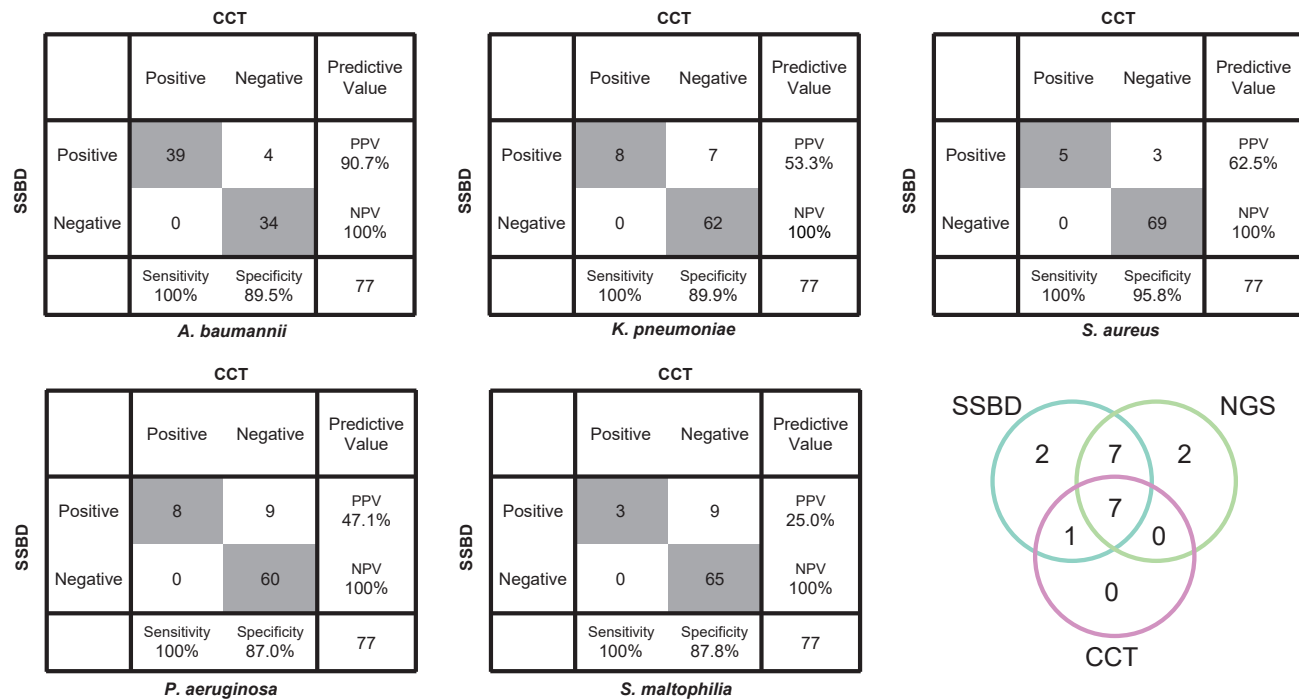 CCT
Positive Negative Predictive
Value
SSBD
Positive 39 4 PPV
90.7%
Negative 0 34 NPV
100%
Sensitivity Specificity 77
100% 89.5%
A. baumannii
CCT
Positive Negative Predictive
Value
SSBD
Positive 8 7 PPV
53.3%
Negative 0 62 NPV
100%
Sensitivity Specificity 77
100% 89.9%
K. pneumoniae
Positive Negative Predictive
Value
CCT
SSBD
Positive 5 3 PPV
62.5%
Negative 0 69 NPV
100%
Sensitivity Specificity 77
100% 95.8%
S. aureus
CCT
Positive Negative Predictive
Value
SSBD
Positive 8 9 PPV
47.1%
Negative 0 60 NPV
100%
Sensitivity Specificity 77
100% 87.0%
P. aeruginosa
CCT
Positive Negative Predictive
Value
SSBD
Positive 3 9 PPV
25.0%
Negative 0 65 NPV
100%
Sensitivity Specificity 77
100% 87.8%
S. maltophilia
SSBD NGS
2 7 2
7
1 0
0
CCT